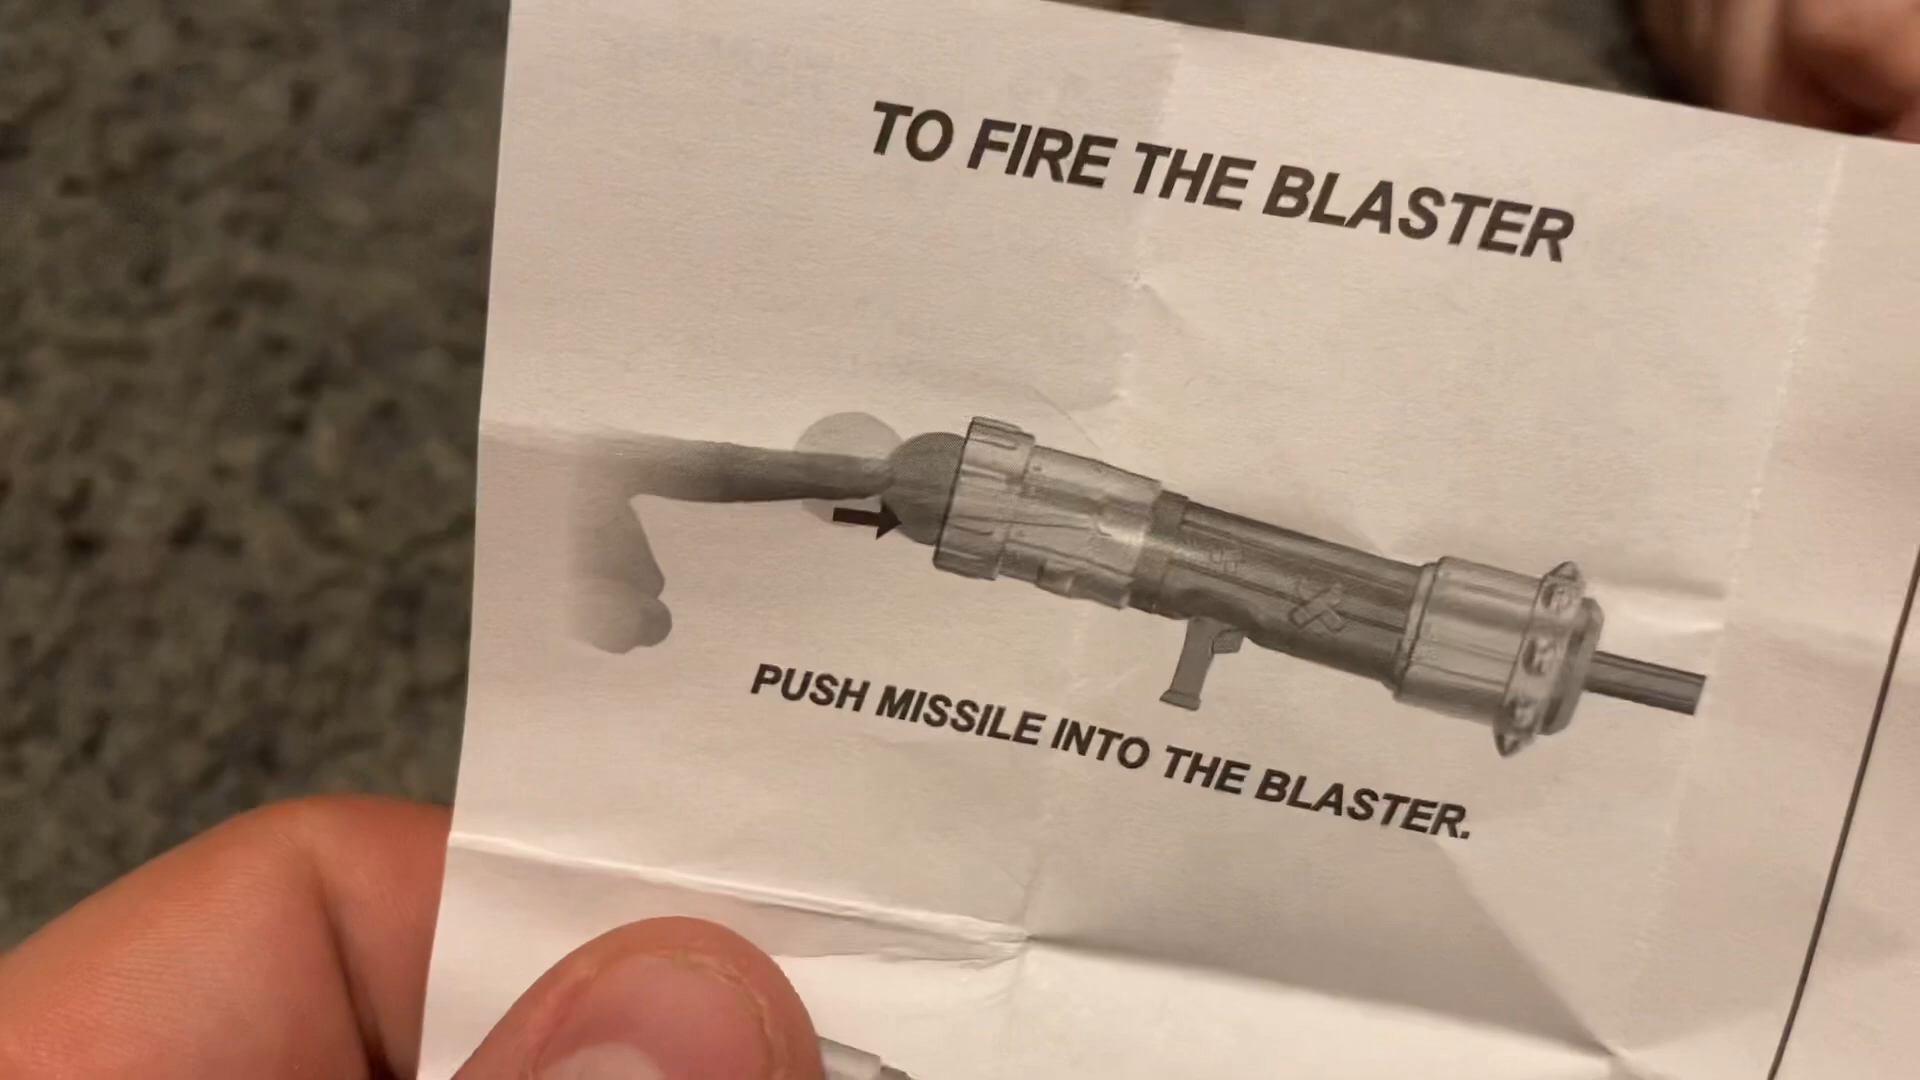 TO FIRE THE BLASTER
PUSH MISSILE INTO THE BLASTER.